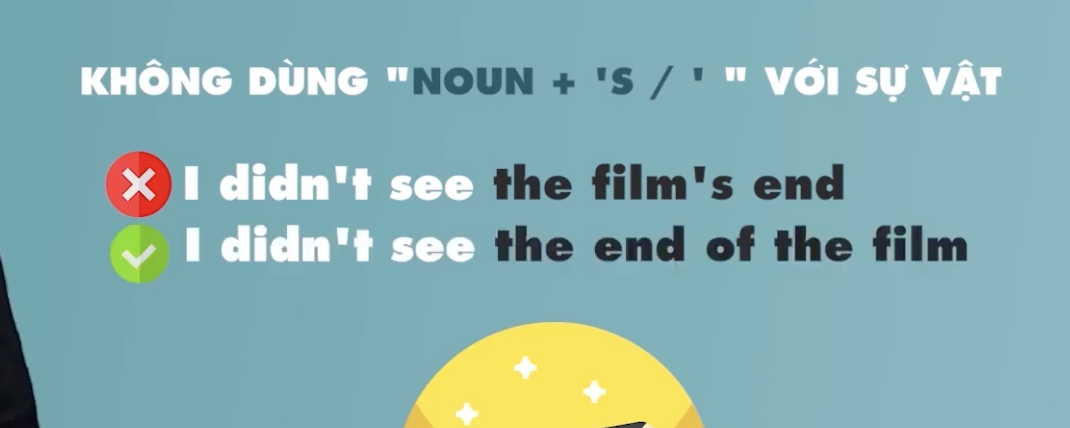 KHÔNG DÙNG "NOUN + 'S / ' " VỚI SỰ VẬT
I didn't see the film's end
I didn't see the end of the film